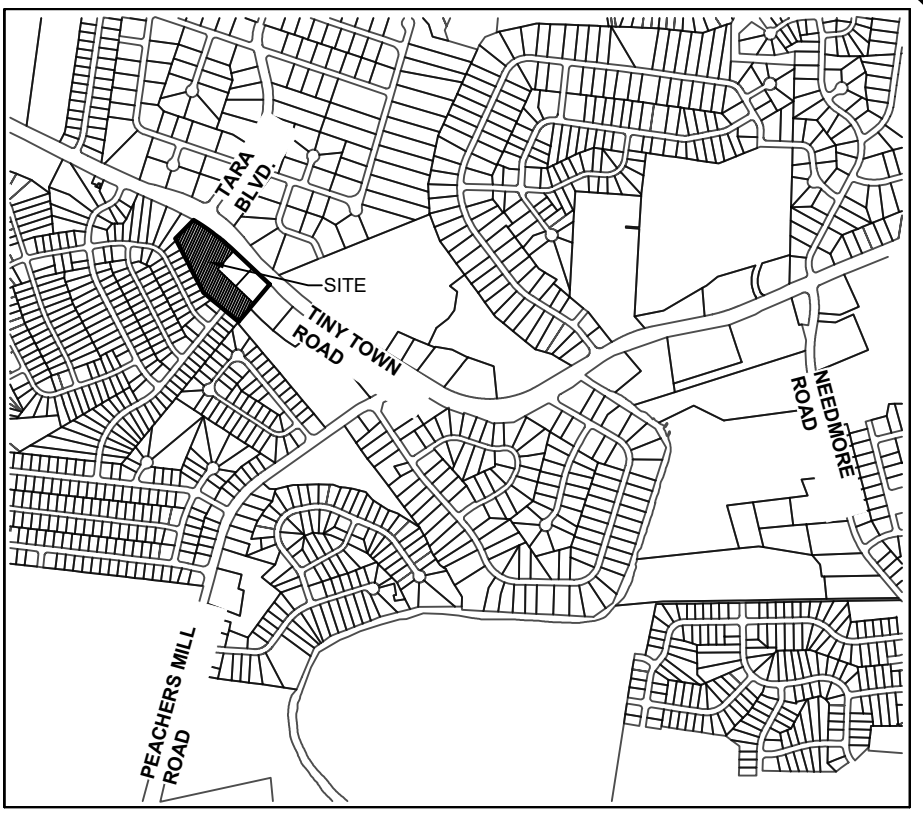 TARA
BLVD.
SITE
TINY TOWN
ROAD
NEEDMORE
ROAD
PEACHERS MILL
ROAD